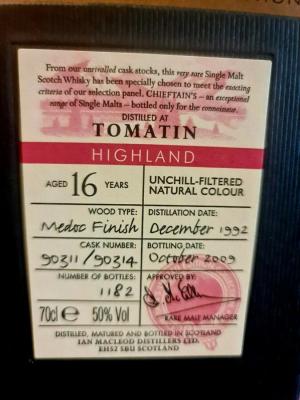 From our unrivalled cask stocks, this very rare Single Malt
Scotch Whisky has been specially chosen to meet the exacting
criteria of our selection panel. CHIEFTAIN'S – an exceptional
range of Single Malts – bottled only for the connoisseur.
DISTILLED AT
TOMATIN
HIGHLAND
AGED 16 YEARS
UNCHILL-FILTERED
NATURAL COLOUR
WOOD TYPE:
Medoc Finish
DISTILLATION DATE:
December 1992
CASK NUMBER:
90311/90314
BOTTLING DATE:
October 2009
NUMBER OF BOTTLES:
1182
APPROVED BY:
70cl e 50% Vol
RARE MALT MANAGER
DISTILLED, MATURED AND BOTTLED IN SCOTLAND
IAN MACLEOD DISTILLERS LTD.
EH52 5BU SCOTLAND